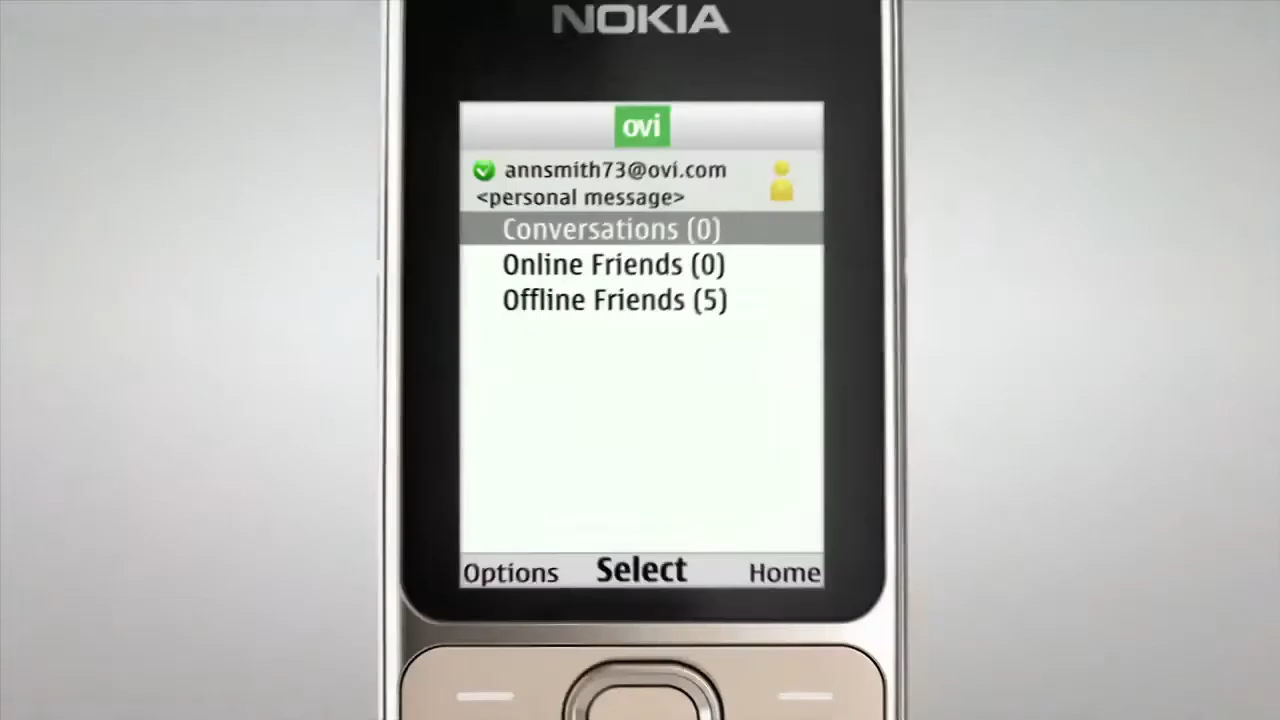 NOKIA
ovi
annsmith73@ovi.com
<personal message>
Conversations (0)
Online Friends (0)
Offline Friends (5)
Options Select Home